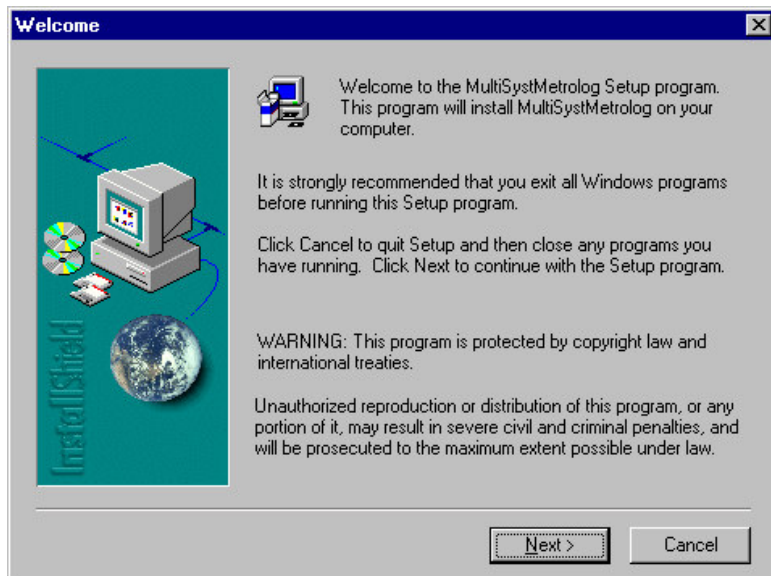 Welcome
Welcome to the MultiSystMetrolog Setup program.
This program will install MultiSystMetrolog on your
computer.
It is strongly recommended that you exit all Windows programs
before running this Setup program.
Click Cancel to quit Setup and then close any programs you
have running.  Click Next to continue with the Setup program.
WARNING: This program is protected by copyright law and
international treaties.
Unauthorized reproduction or distribution of this program, or any
portion of it, may result in severe civil and criminal penalties, and
will be prosecuted to the maximum extent possible under law.
InstallShield
Next >
Cancel